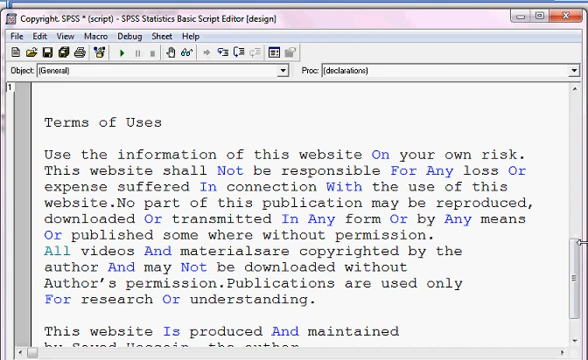 Copyright. SPSS * (script) - SPSS Statistics Basic Script Editor [design]
File Edit View Macro Debug Sheet Help
Object: (General) Proc: (declarations)
1
Terms of Uses
Use the information of this website On your own risk.
This website shall Not be responsible For Any loss Or
expense suffered In connection With the use of this
website.No part of this publication may be reproduced,
downloaded Or transmitted In Any form Or by Any means
Or published some where without permission.
All videos And materialsare copyrighted by the
author And may Not be downloaded without
Author's permission.Publications are used only
For research Or understanding.
This website Is produced And maintained
by Sayed Hossain, the author